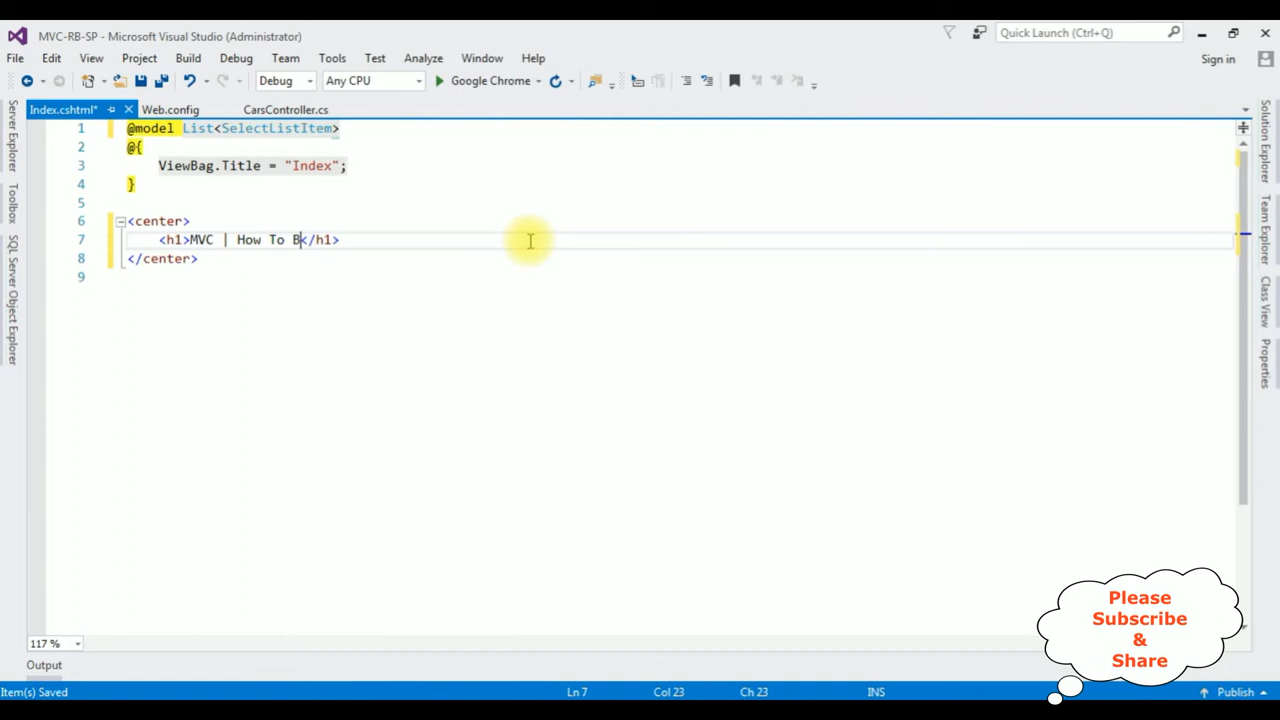 MVC-RB-SP - Microsoft Visual Studio (Administrator)
Quick Launch (Ctrl+Q)
File Edit View Project Build Debug Team Tools Test Analyze Window Help
Sign in
Debug Any CPU Google Chrome
Index.cshtml* Web.config CarsController.cs
1 @model List<SelectListItem>
2 @{
3 ViewBag.Title = "Index";
4 }
5
6 <center>
7 <h1>MVC | How To B</h1>
8 </center>
9
Server Explorer
Toolbox
SQL Server Object Explorer
Solution Explorer
Team Explorer
Class View
Properties
Please
Subscribe
&
Share
117 %
Output
Item(s) Saved Ln 7 Col 23 Ch 23 INS Publish